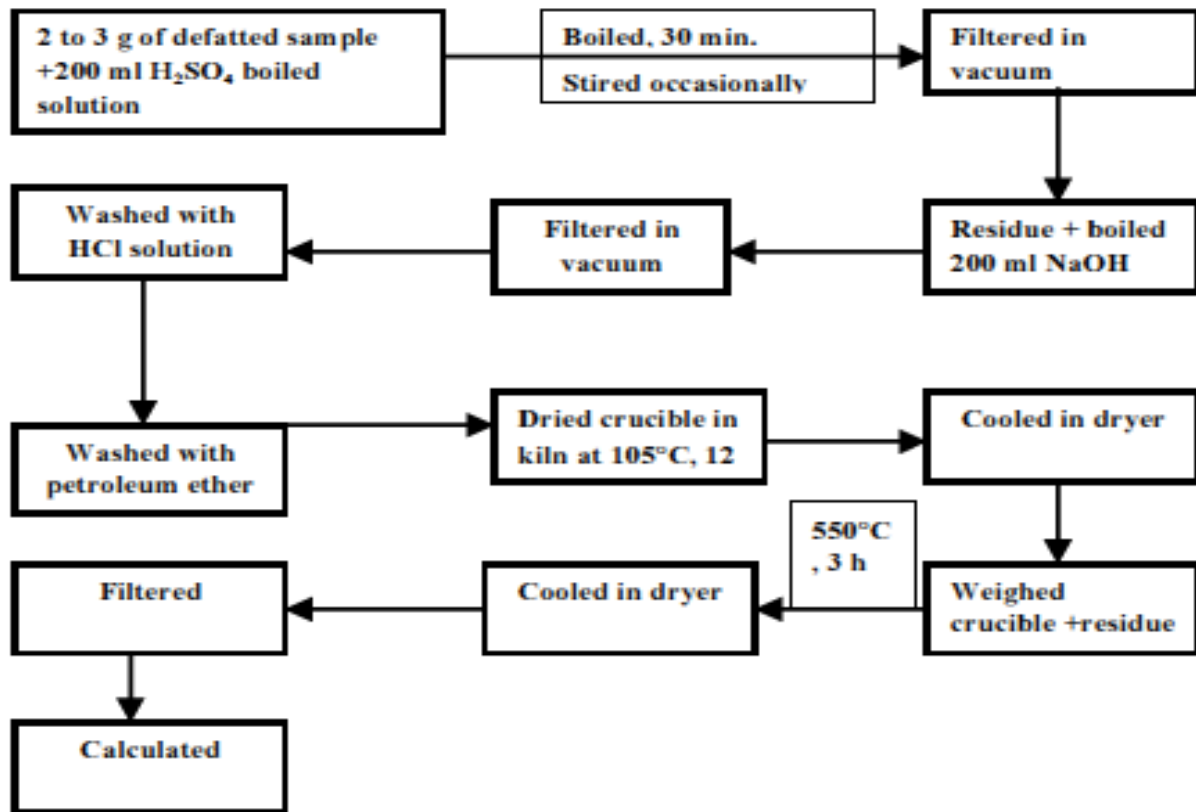 2 to 3 g of defatted sample
+200 ml H₂SO₄ boiled
solution
Boiled, 30 min.
Stired occasionally
Filtered in
vacuum
Residue + boiled
200 ml NaOH
Filtered in
vacuum
Washed with
HCl solution
Washed with
petroleum ether
Dried crucible in
kiln at 105°C, 12
Cooled in dryer
Weighed
crucible +residue
550°C
, 3 h
Cooled in dryer
Filtered
Calculated